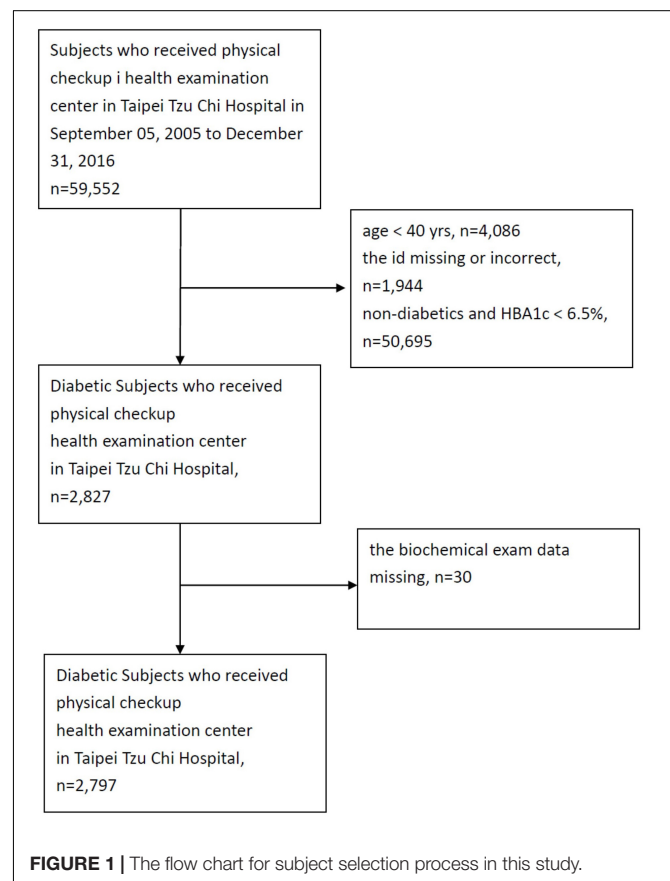 Subjects who received physical
checkup i health examination
center in Taipei Tzu Chi Hospital in
September 05, 2005 to December
31, 2016
n=59,552
age < 40 yrs, n=4,086
the id missing or incorrect,
n=1,944
non-diabetics and HBA1c < 6.5%,
n=50,695
Diabetic Subjects who received
physical checkup
health examination center
in Taipei Tzu Chi Hospital,
n=2,827
the biochemical exam data
missing, n=30
Diabetic Subjects who received
physical checkup
health examination center
in Taipei Tzu Chi Hospital,
n=2,797
FIGURE 1 | The flow chart for subject selection process in this study.